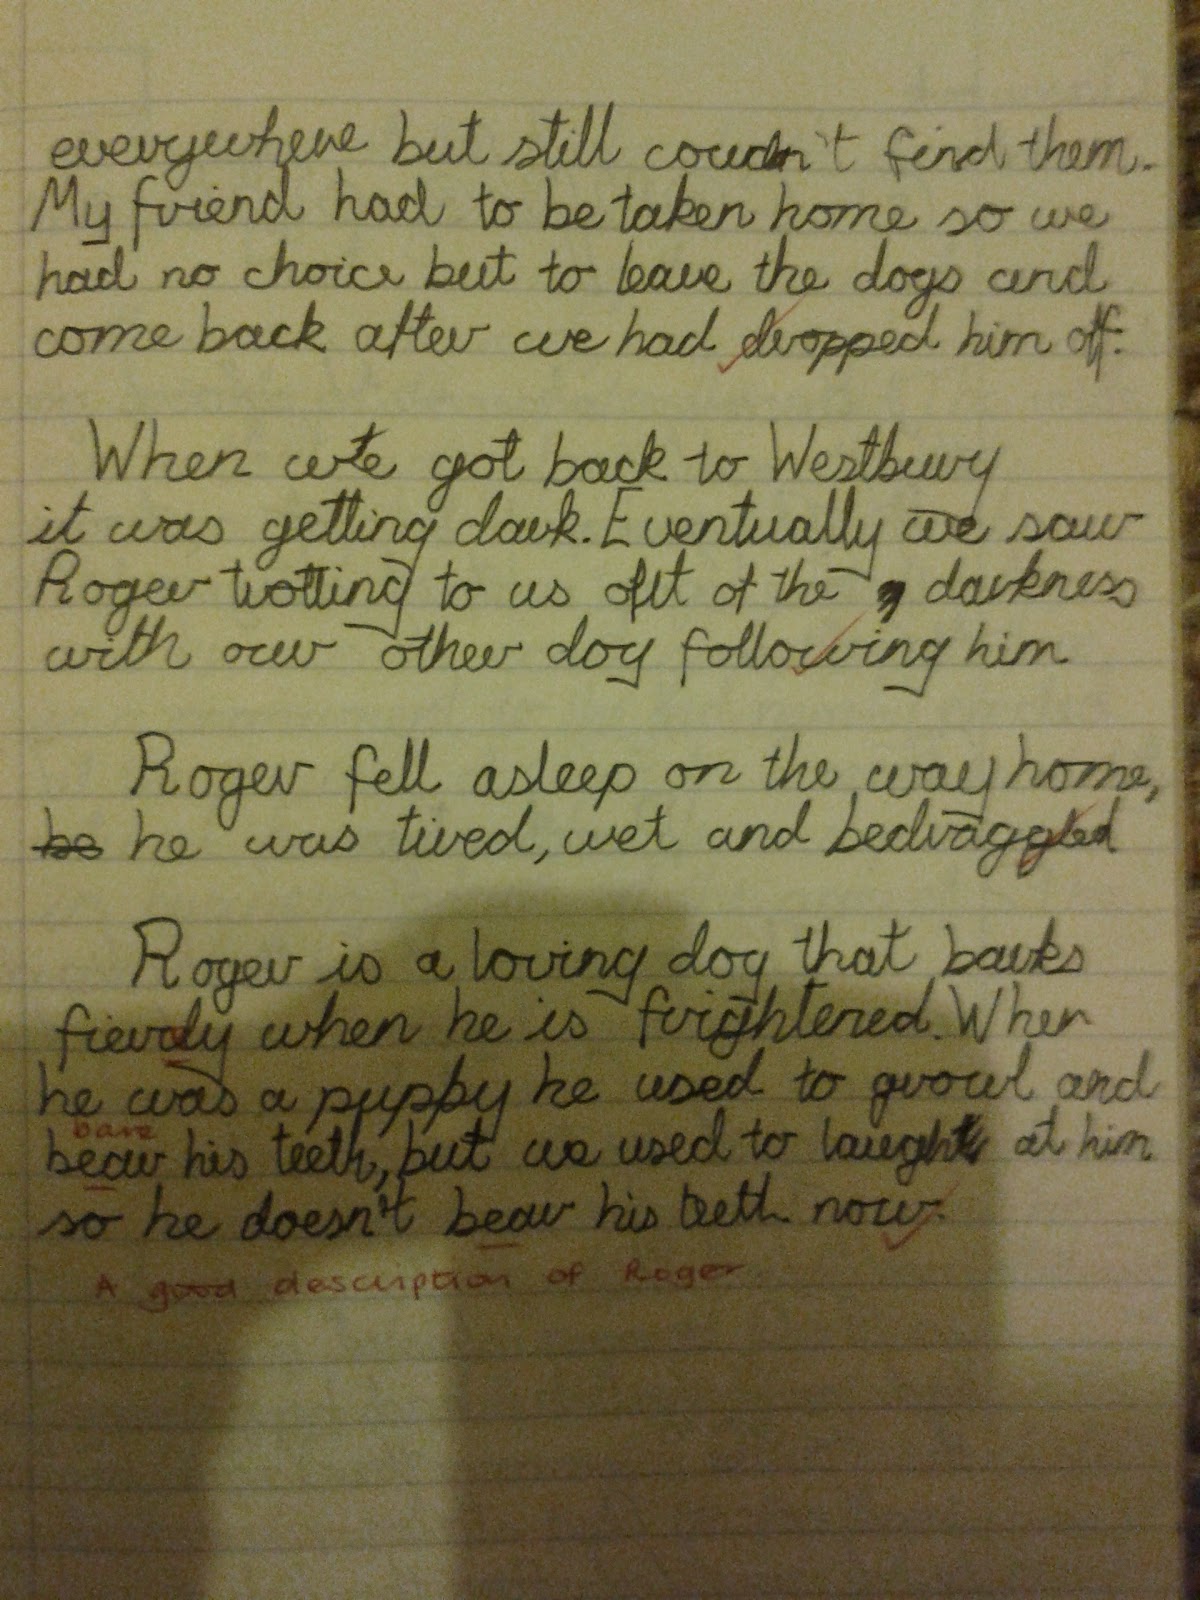 everywhere but still couldn't find them.
My friend had to be taken home so we
had no choice but to leave the dogs and
come back after we had dropped him off.
When we got back to Westbury
it was getting dark. Eventually we saw
Roger trotting to us out of the darkness
with our other dog following him
Roger fell asleep on the way home,
he was tired, wet and bedraggled
Roger is a loving dog that barks
when he is frightened. When
he was a puppy he used to growl and
bare
bear his teeth, but we used to laugh at him
so he doesn't bear his teeth now.
A good description of Roger.